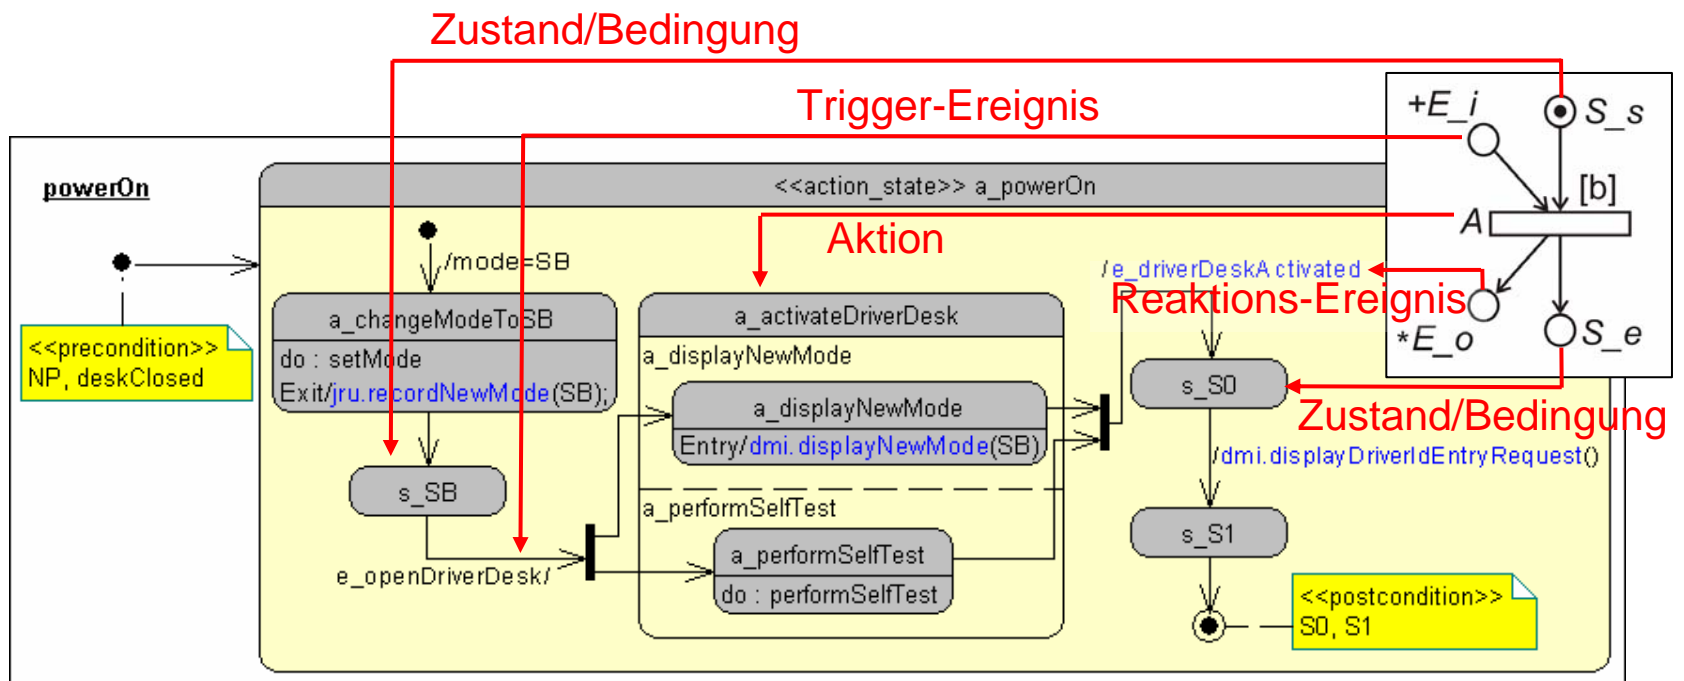 Zustand/Bedingung
+E_i
S_s
Trigger-Ereignis
powerOn
<<action_state>> a_powerOn
[b]
A
Aktion
/mode=SB
/e_driverDeskActivated
Reaktions-Ereignis
*E_o
S_e
a_changeModeToSB
do : setMode
Exit/jru.recordNewMode(SB);
<<precondition>>
NP, deskClosed
a_activateDriverDesk
a_displayNewMode
a_displayNewMode
Entry/dmi.displayNewMode(SB)
s_S0
Zustand/Bedingung
/dmi.displayDriverIdEntryRequest()
s_SB
a_performSelfTest
a_performSelfTest
do : performSelfTest
e_openDriverDesk/
s_S1
<<postcondition>>
S0, S1